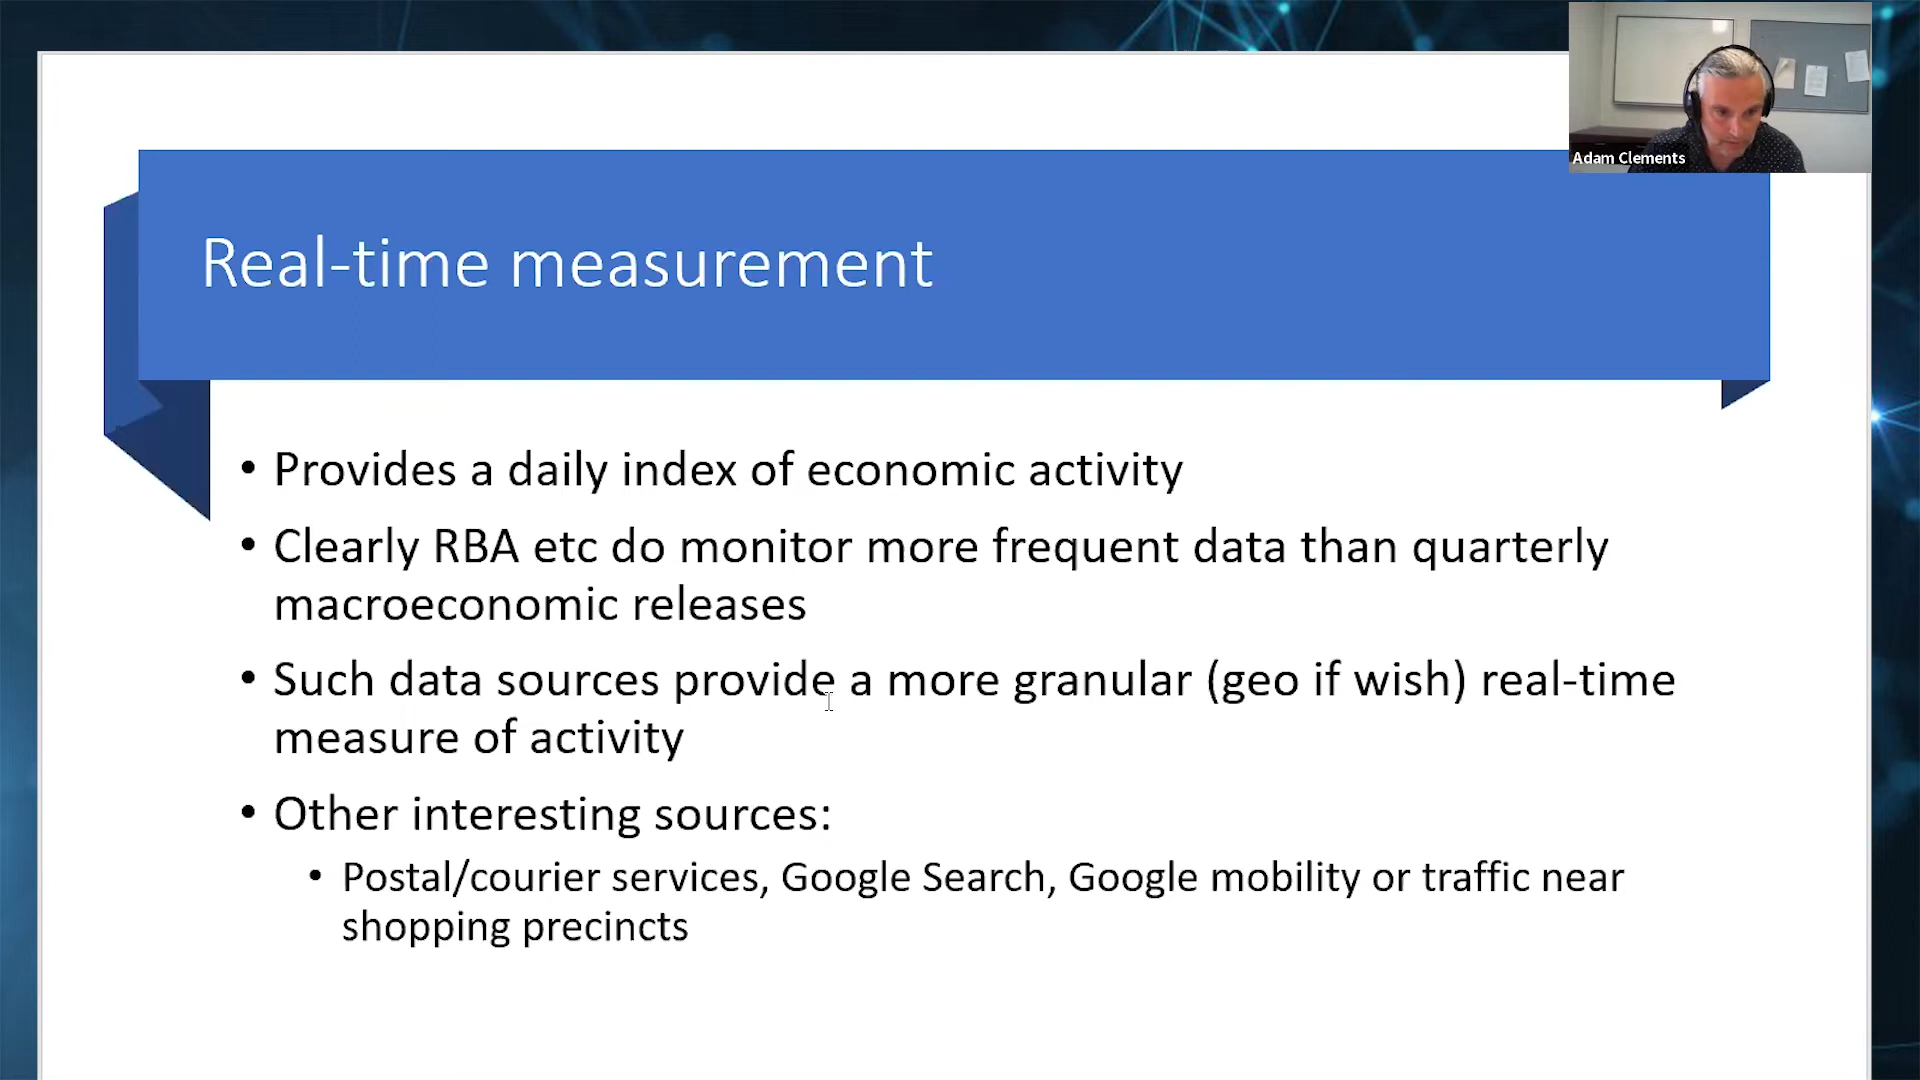 Adam Clements
Real-time measurement
• Provides a daily index of economic activity
• Clearly RBA etc do monitor more frequent data than quarterly
macroeconomic releases
• Such data sources provide a more granular (geo if wish) real-time
measure of activity
• Other interesting sources:
• Postal/courier services, Google Search, Google mobility or traffic near
shopping precincts